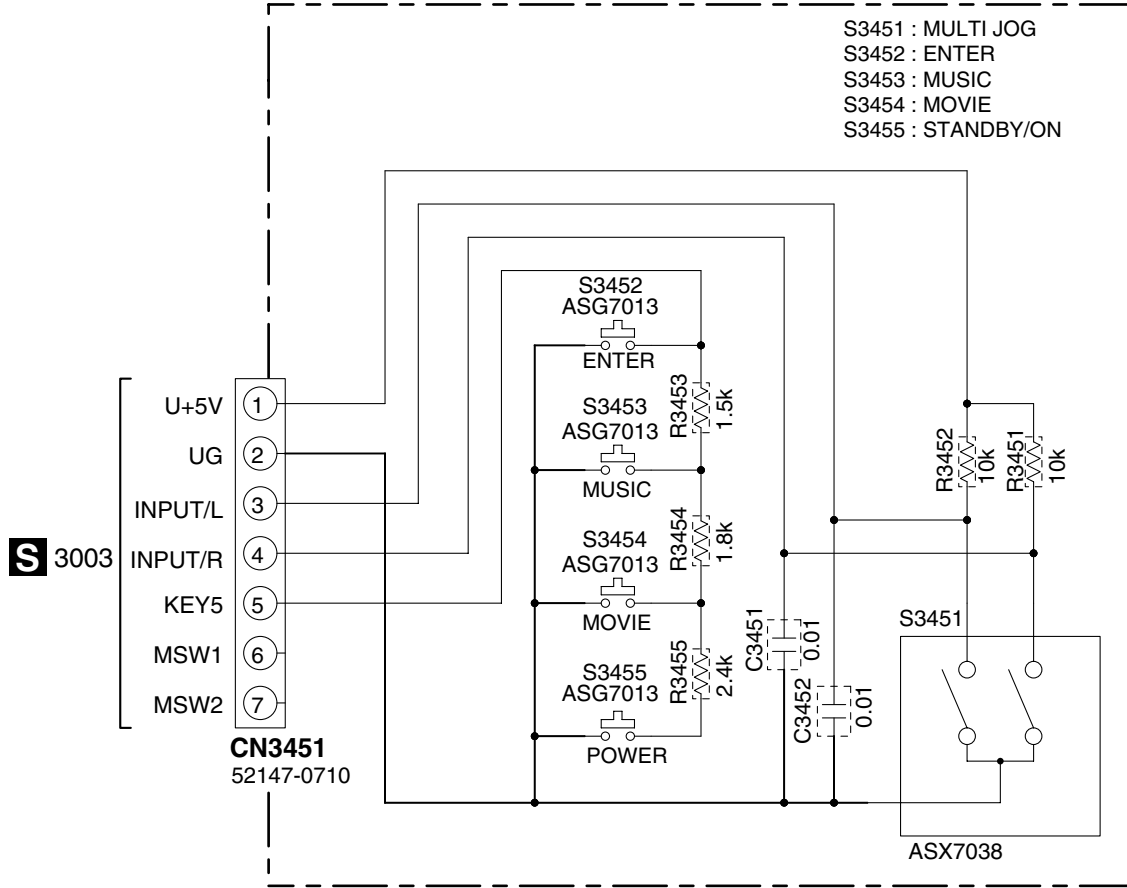 S3451 : MULTI JOG
S3452 : ENTER
S3453 : MUSIC
S3454 : MOVIE
S3455 : STANDBY/ON
S3452
ASG7013
ENTER
R3453
1.5k
S3453
ASG7013
MUSIC
R3454
1.8k
S3454
ASG7013
MOVIE
R3455
2.4k
S3455
ASG7013
POWER
S 3003
U+5V 1
UG 2
INPUT/L 3
INPUT/R 4
KEY5 5
MSW1 6
MSW2 7
CN3451
52147-0710
C3451
0.01
C3452
0.01
R3452
10k
R3451
10k
S3451
ASX7038